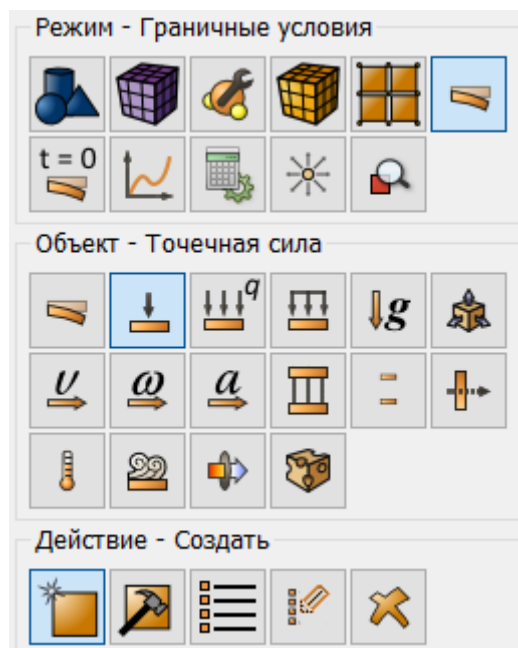 Режим - Граничные условия
t = 0
Объект - Точечная сила
q
g
υ ω a
Действие - Создать